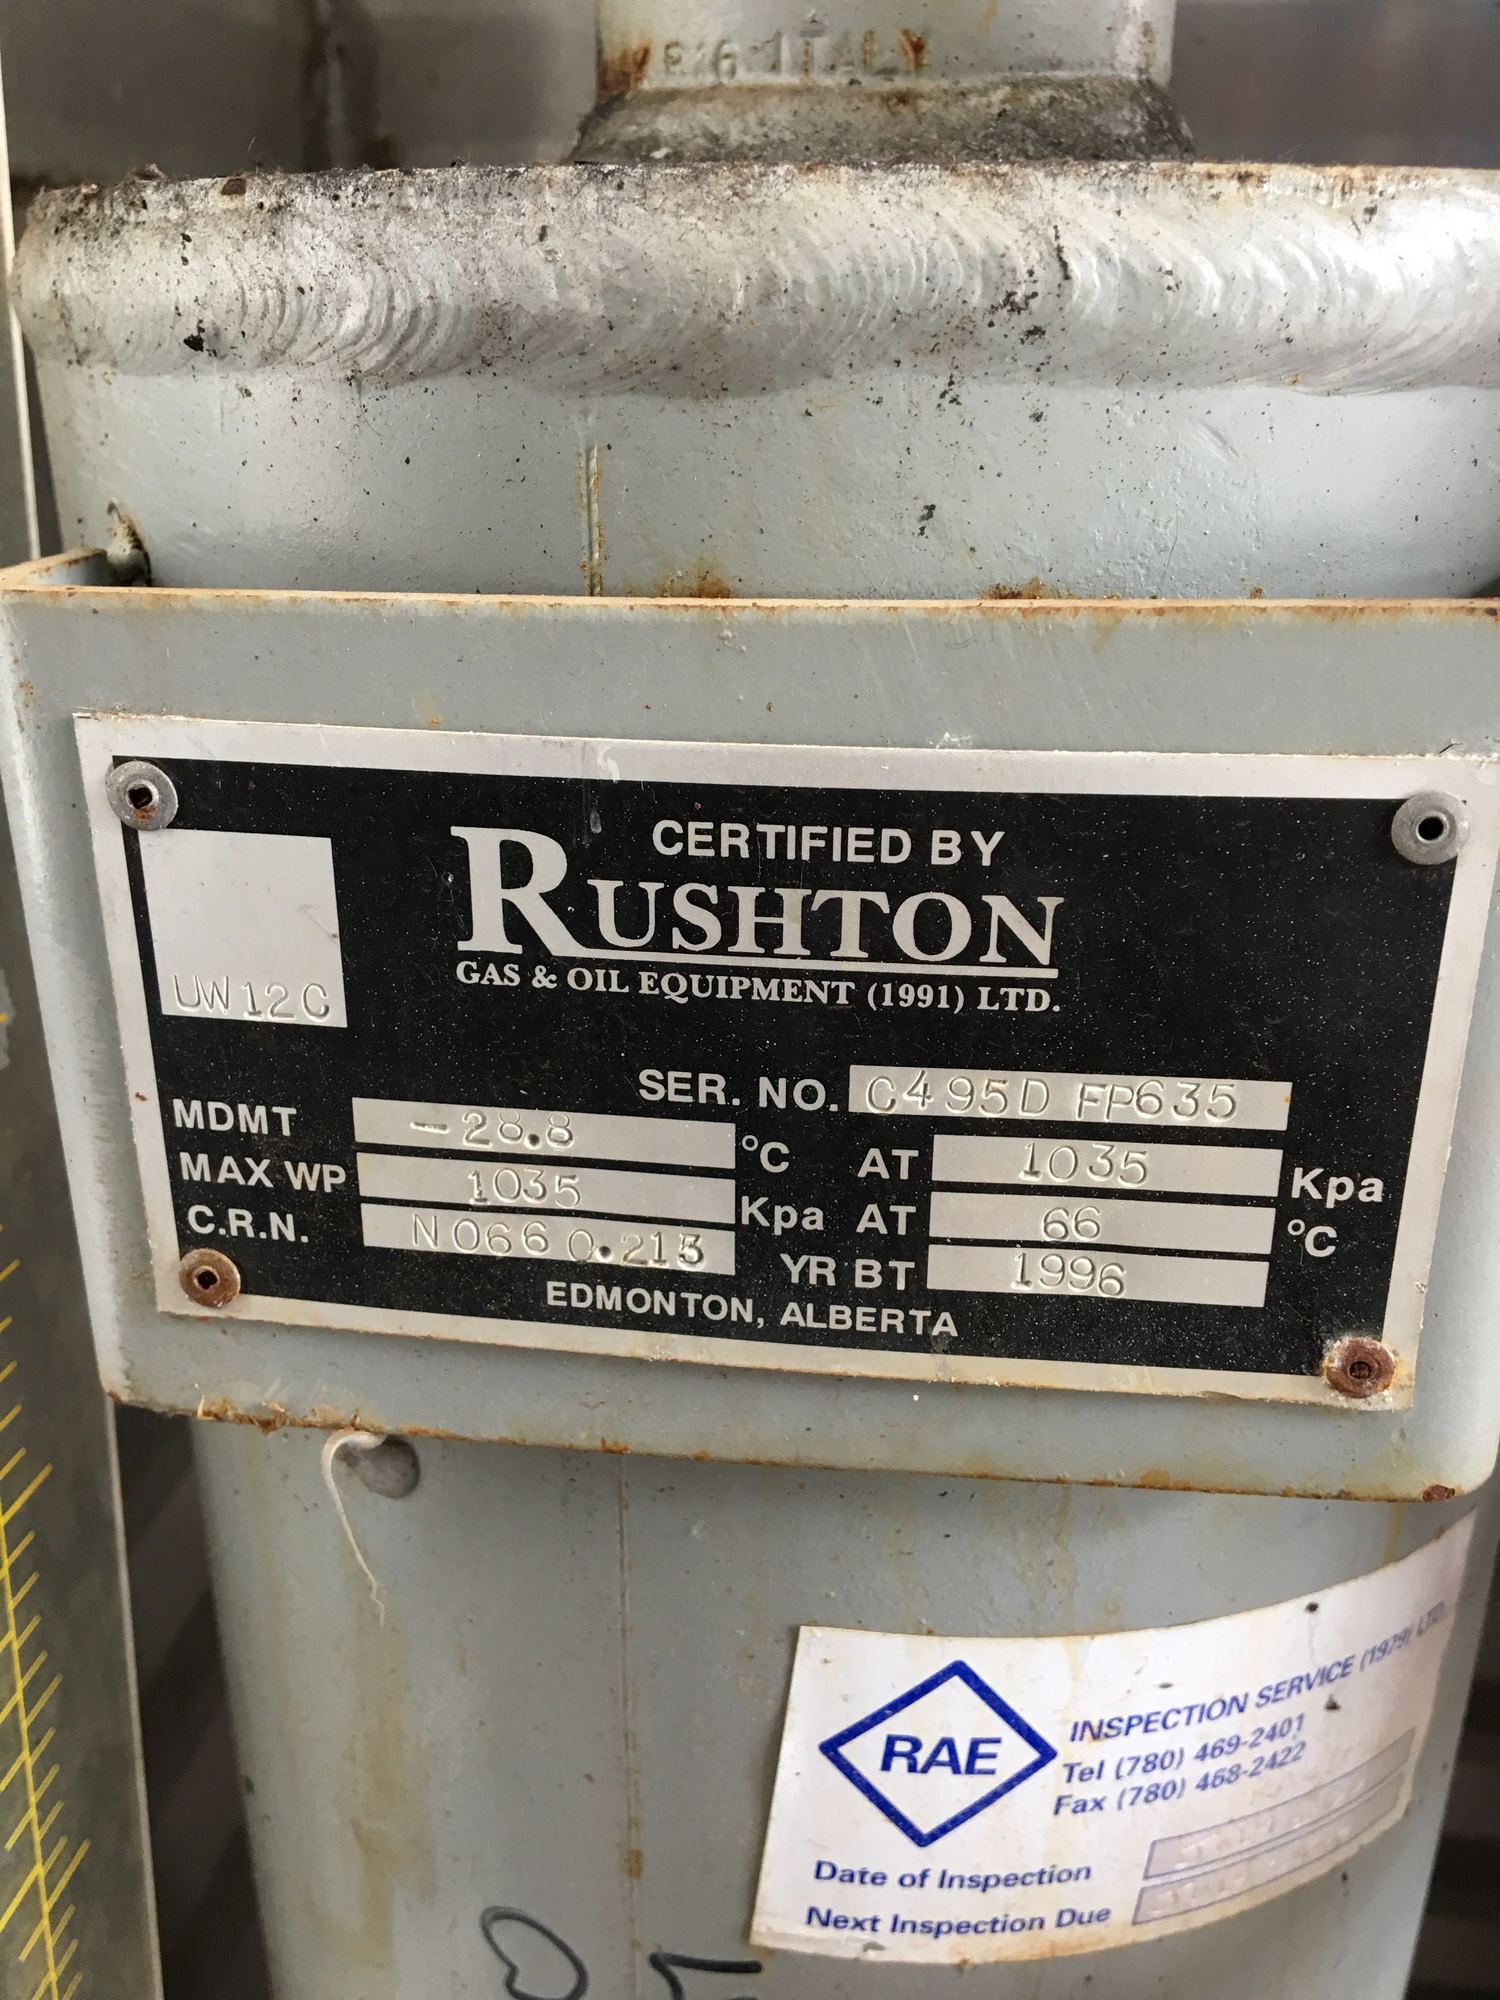 ITALY
CERTIFIED BY
RUSHTON
GAS & OIL EQUIPMENT (1991) LTD.
UW12C
SER. NO. C495D FP635
MDMT -28.8 °C AT 1035 Kpa
MAX WP 1035 Kpa AT 66 °C
C.R.N. N0660.213 YR BT 1996
EDMONTON, ALBERTA
RAE
INSPECTION SERVICE (1979) LTD.
Tel (780) 469-2401
Fax (780) 468-2422
Date of Inspection
Next Inspection Due